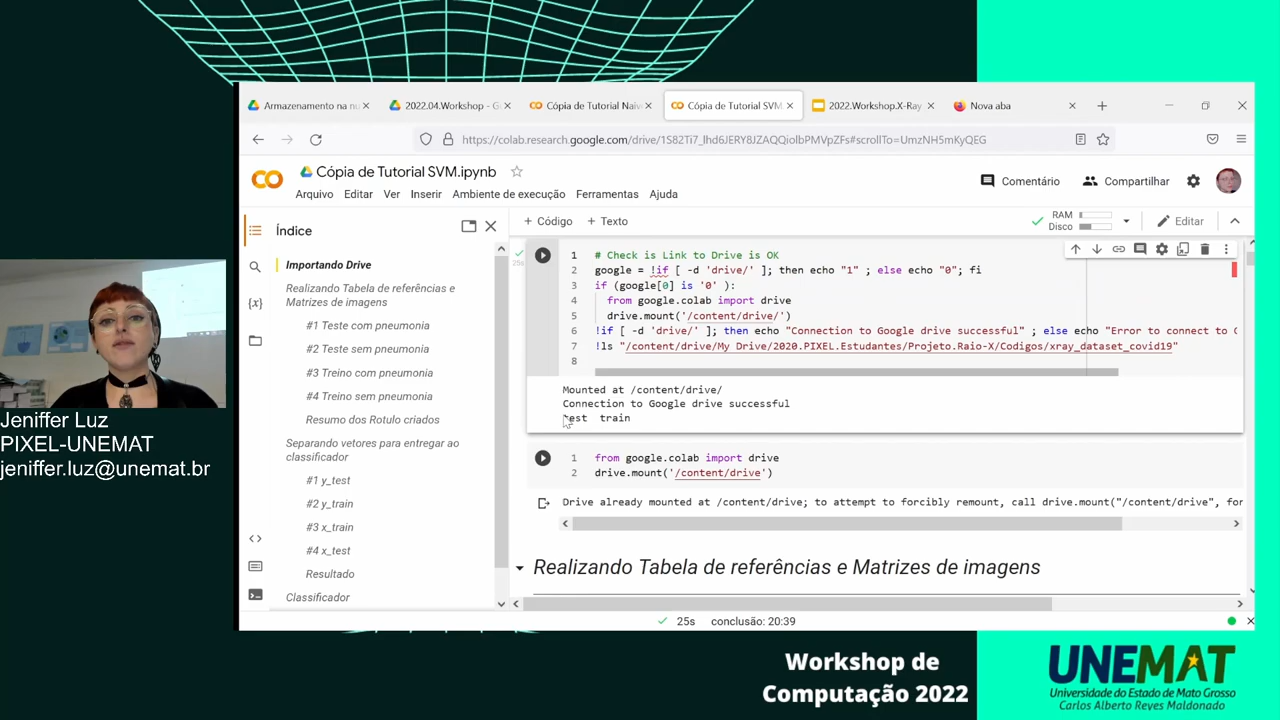 Armazenamento na nu
2022.04.Workshop - G
Cópia de Tutorial Naiv
Cópia de Tutorial SVM
2022.Workshop.X-Ray
Nova aba
https://colab.research.google.com/drive/1S82Ti7_lhd6JERY8JZAQQiolbPMVpZFs#scrollTo=UmzNH5mKyQEG
Cópia de Tutorial SVM.ipynb
Comentário
Compartilhar
Arquivo Editar Ver Inserir Ambiente de execução Ferramentas Ajuda
+ Código + Texto
RAM
Disco
Editar
Índice
Importando Drive
Realizando Tabela de referências e
Matrizes de imagens
#1 Teste com pneumonia
#2 Teste sem pneumonia
#3 Treino com pneumonia
#4 Treino sem pneumonia
Resumo dos Rotulo criados
Separando vetores para entregar ao
classificador
#1 y_test
#2 y_train
#3 x_train
#4 x_test
Resultado
Classificador
{x}
25s
1 # Check is Link to Drive is OK
2 google = !if [ -d 'drive/' ]; then echo "1" ; else echo "0"; fi
3 if (google[0] is '0' ):
4 from google.colab import drive
5 drive.mount('/content/drive/')
6 !if [ -d 'drive/' ]; then echo "Connection to Google drive successful" ; else echo "Error to connect to G
7 !ls "/content/drive/My Drive/2020.PIXEL.Estudantes/Projeto.Raio-X/Codigos/xray_dataset_covid19"
8
Mounted at /content/drive/
Connection to Google drive successful
test train
1 from google.colab import drive
2 drive.mount('/content/drive')
Drive already mounted at /content/drive; to attempt to forcibly remount, call drive.mount("/content/drive", for
Realizando Tabela de referências e Matrizes de imagens
25s conclusão: 20:39
Jeniffer Luz
PIXEL-UNEMAT
jeniffer.luz@unemat.br
Workshop de
Computação 2022
UNEMAT
Universidade do Estado de Mato Grosso
Carlos Alberto Reyes Maldonado